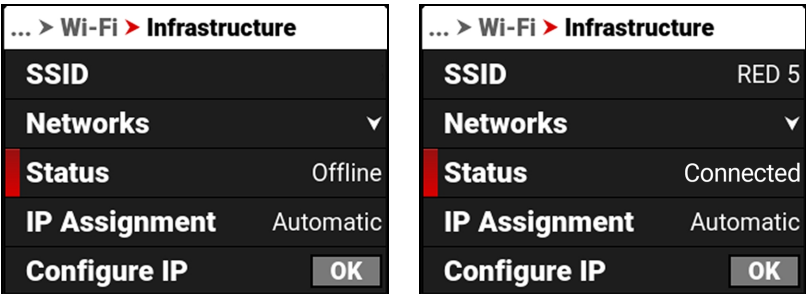 ... > Wi-Fi > Infrastructure
SSID
Networks
Status Offline
IP Assignment Automatic
Configure IP OK
... > Wi-Fi > Infrastructure
SSID RED 5
Networks
Status Connected
IP Assignment Automatic
Configure IP OK